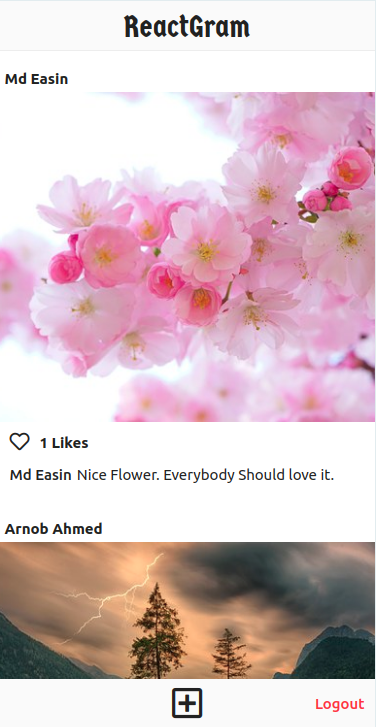 ReactGram
Md Easin
1 Likes
Md Easin Nice Flower. Everybody Should love it.
Arnob Ahmed
Logout